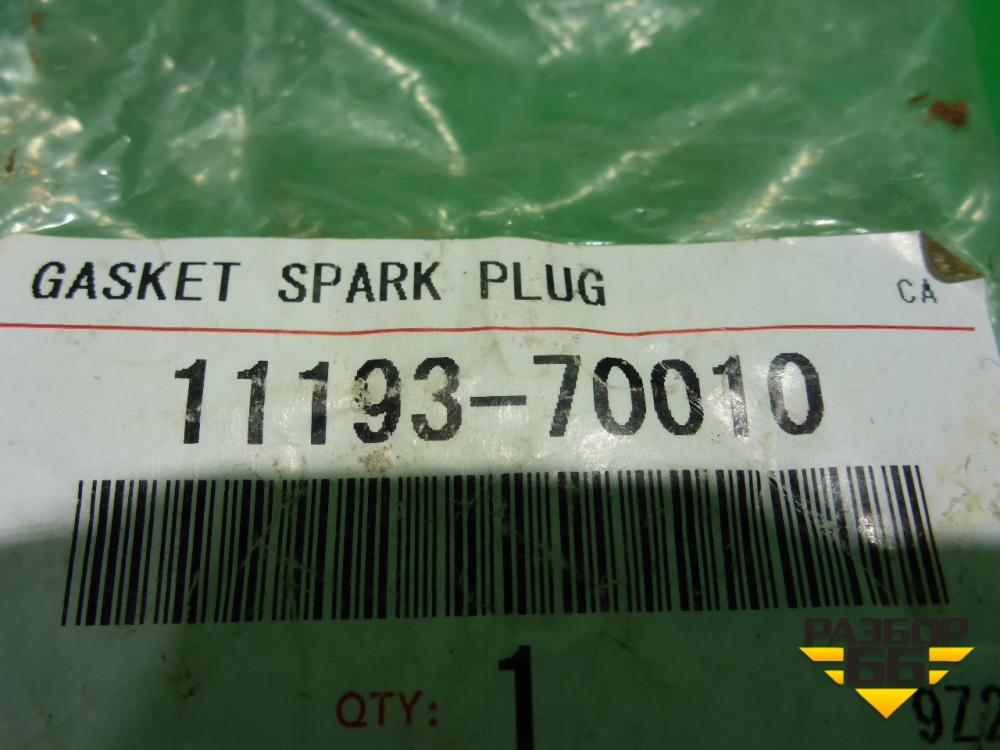 GASKET SPARK PLUG CA
11193-70010
QTY: 1
РАЗБОР
66